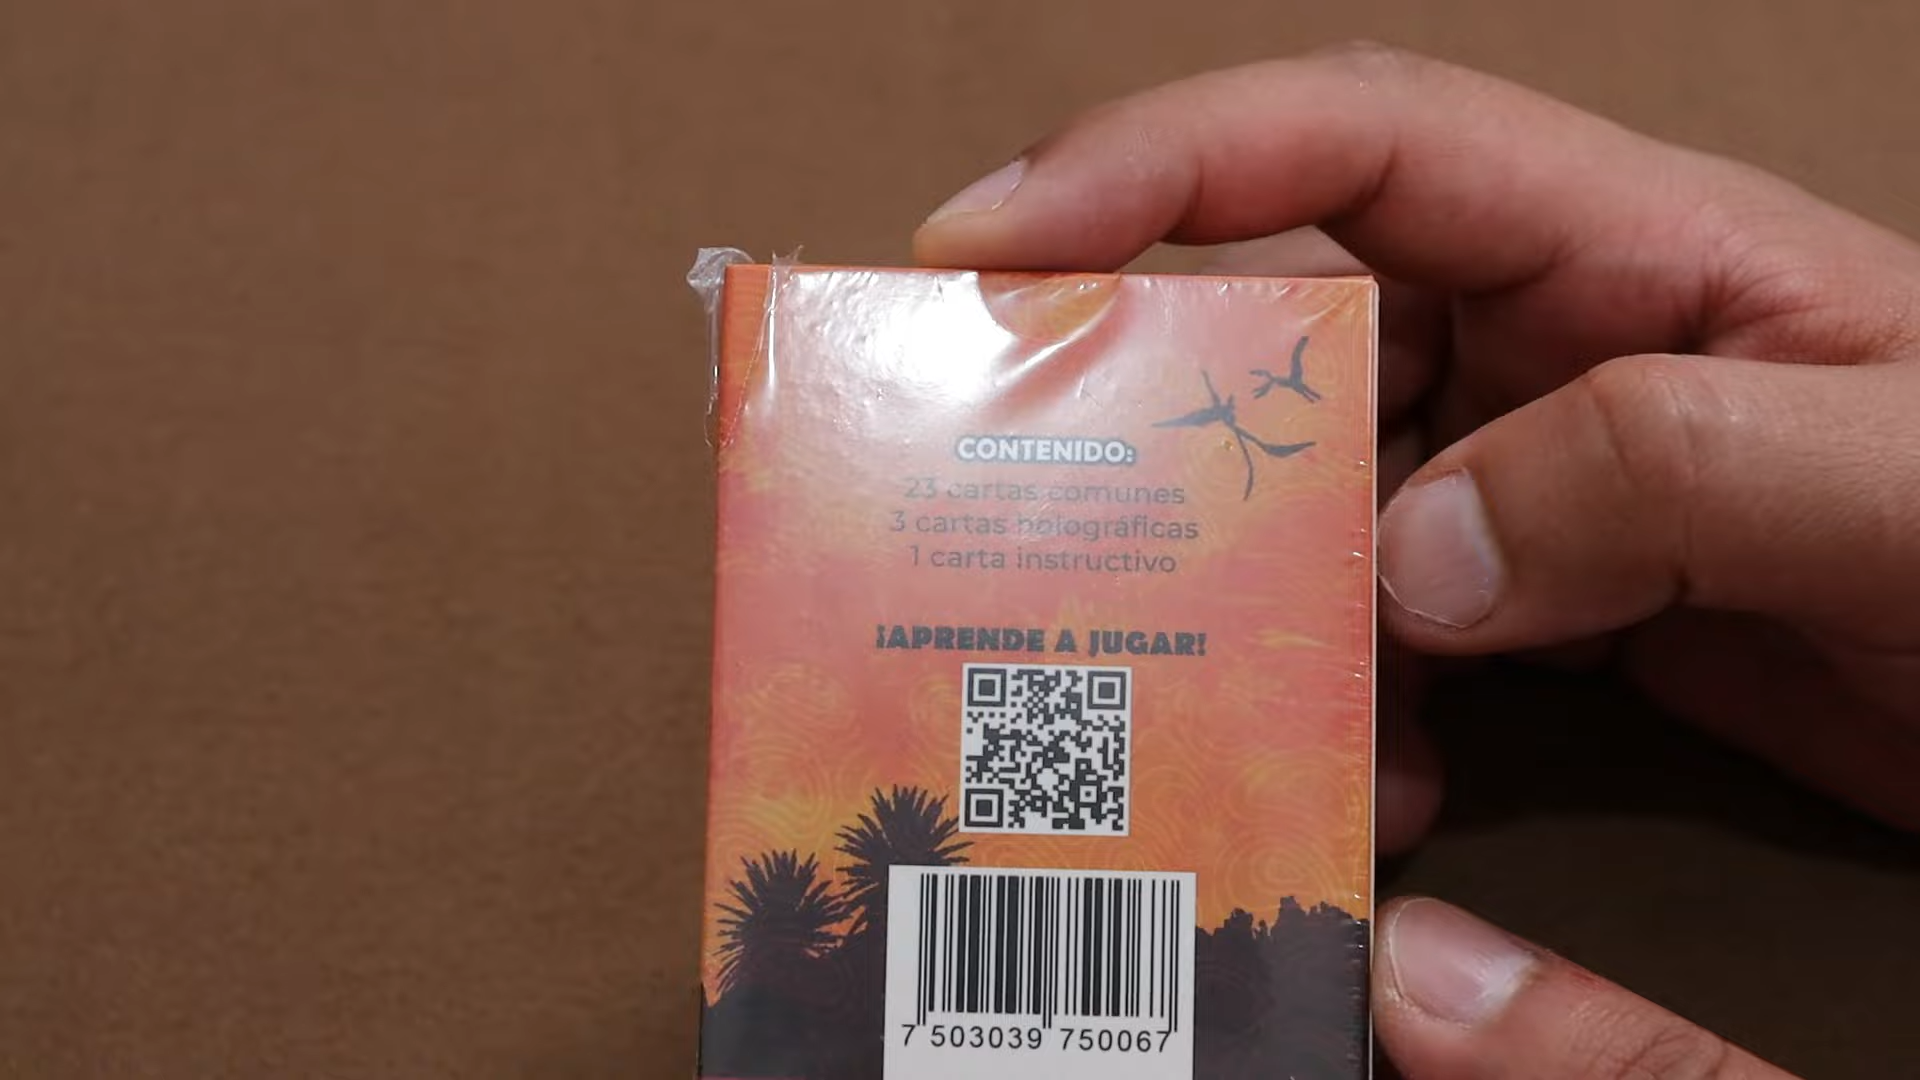 CONTENIDO:
23 cartas comunes
3 cartas holográficas
1 carta instructivo
¡APRENDE A JUGAR!
7 503039 750067